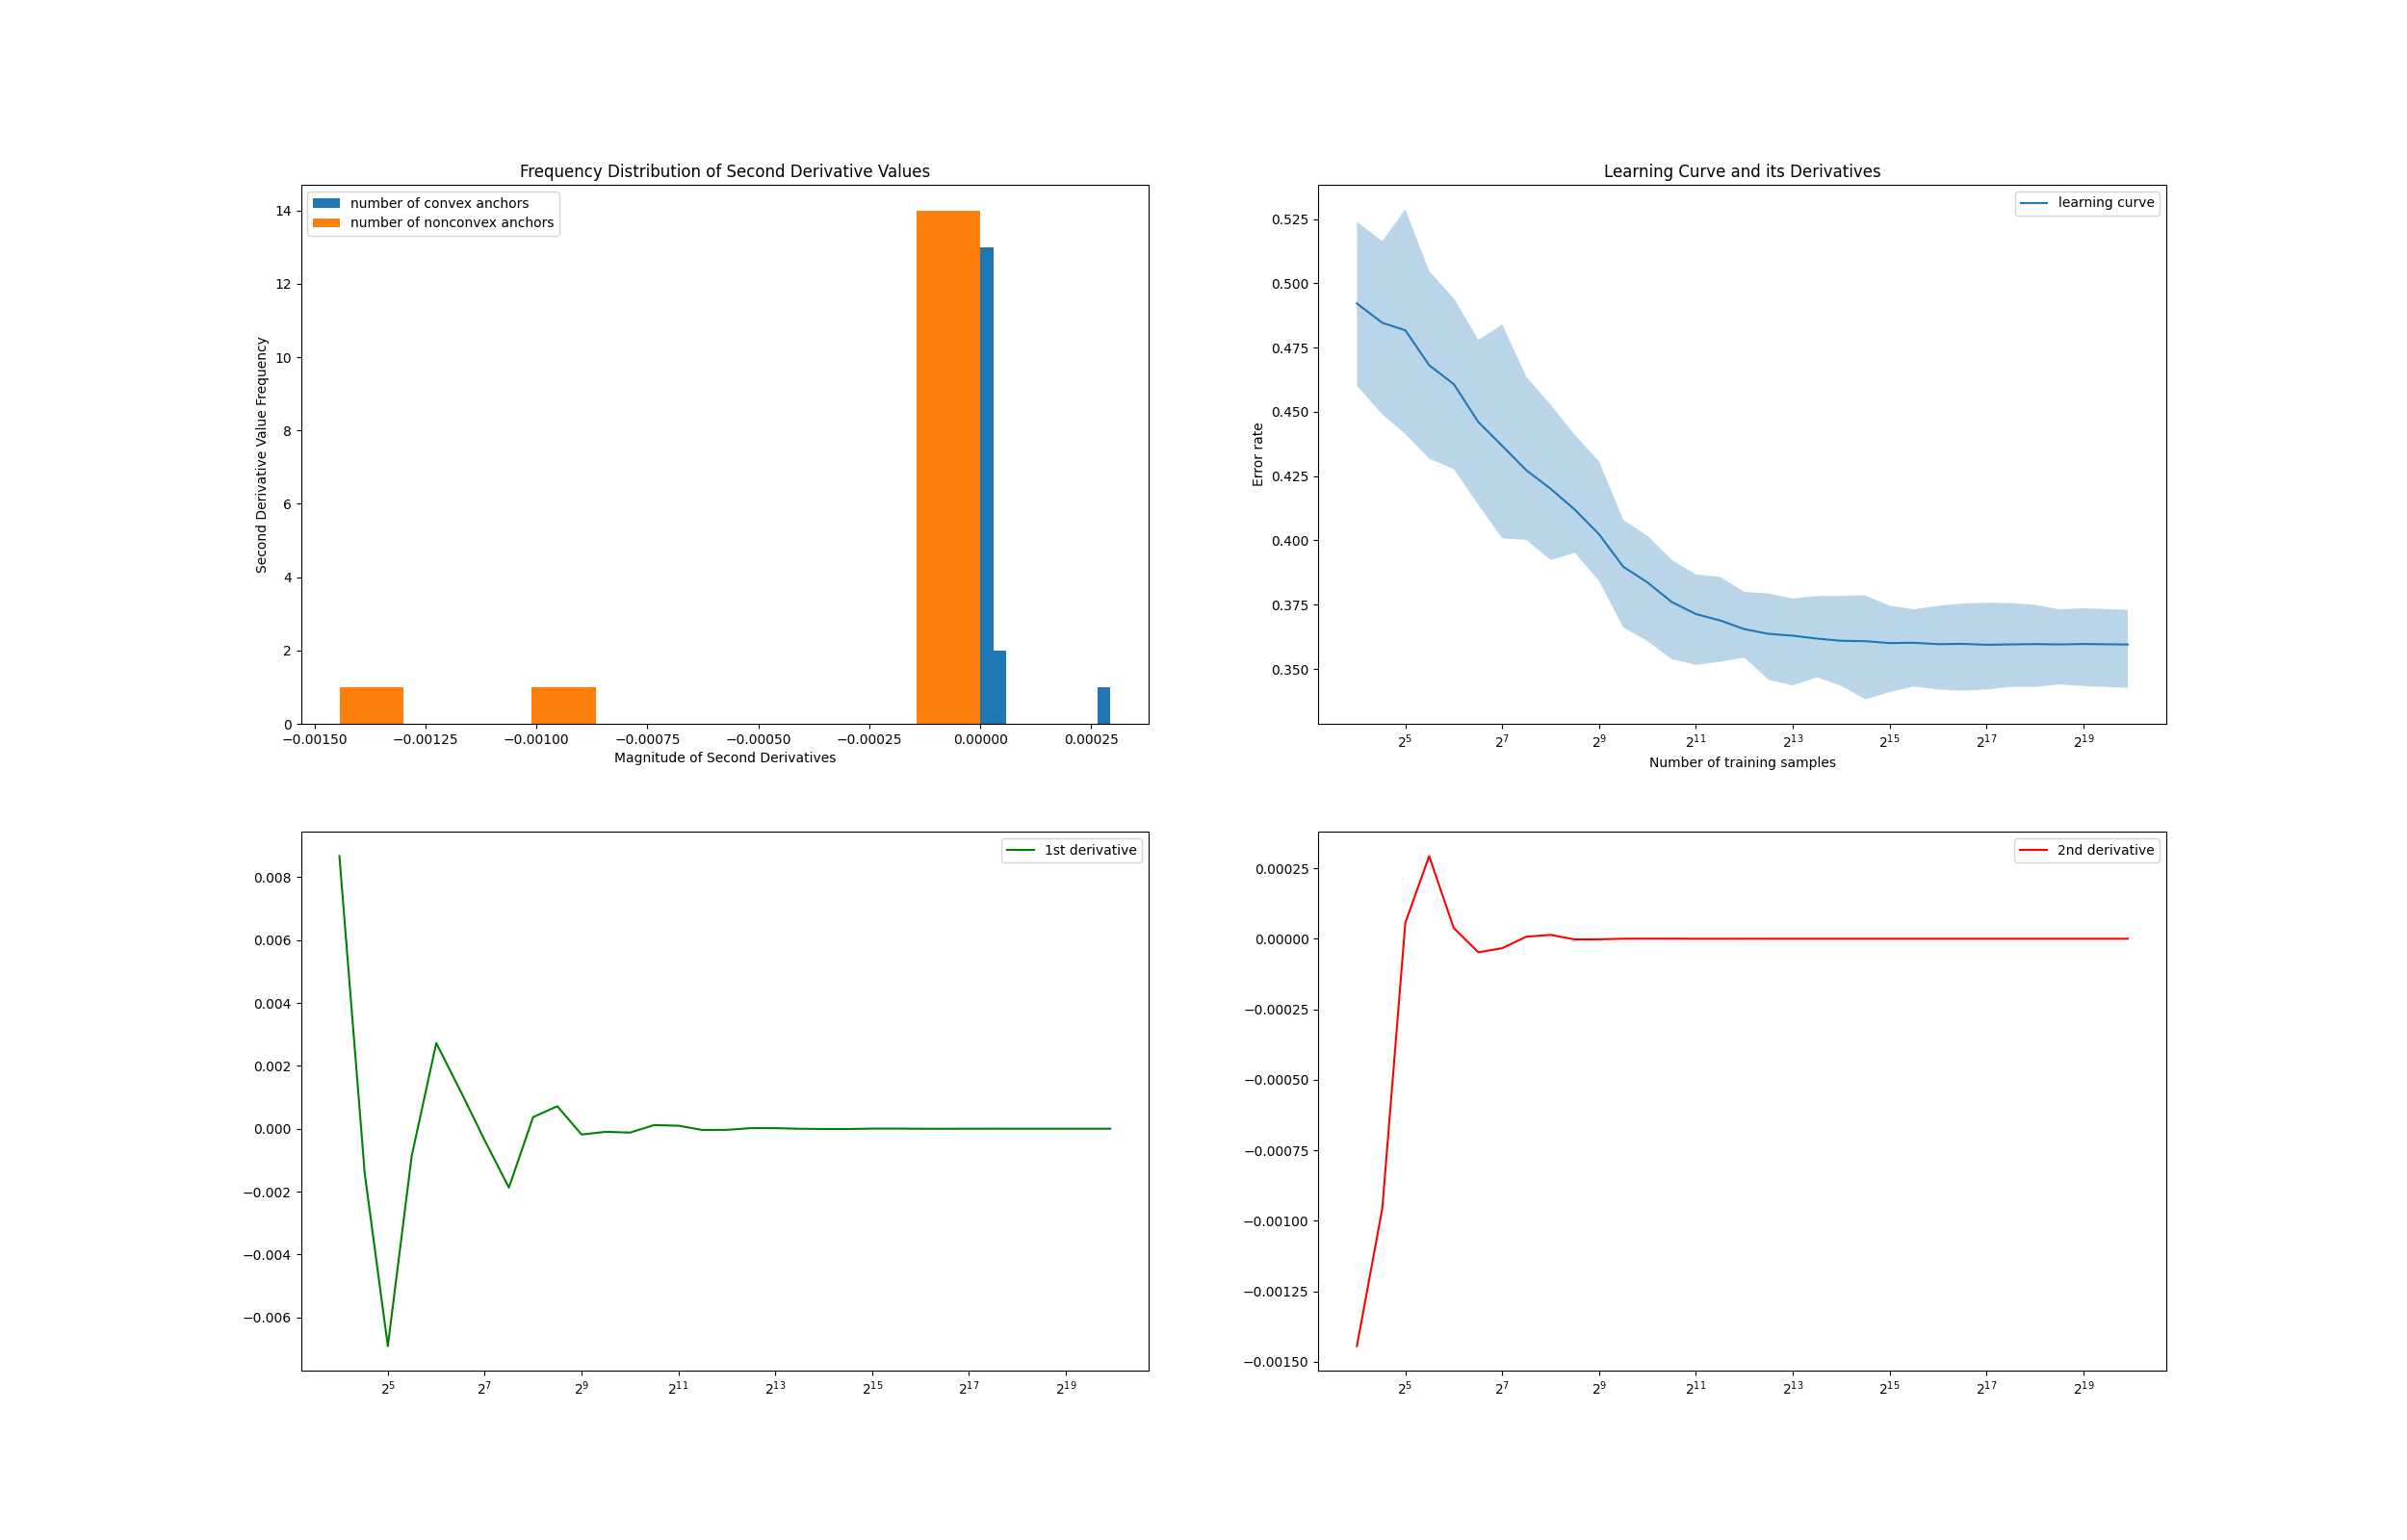 Frequency Distribution of Second Derivative Values
number of convex anchors
number of nonconvex anchors
14
12
10
8
6
4
2
0
Second Derivative Value Frequency
−0.00150 −0.00125 −0.00100 −0.00075 −0.00050 −0.00025 0.00000 0.00025
Magnitude of Second Derivatives
Learning Curve and its Derivatives
learning curve
0.525
0.500
0.475
0.450
0.425
0.400
0.375
0.350
Error rate
2^5 2^7 2^9 2^11 2^13 2^15 2^17 2^19
Number of training samples
1st derivative
0.008
0.006
0.004
0.002
0.000
−0.002
−0.004
−0.006
2^5 2^7 2^9 2^11 2^13 2^15 2^17 2^19
2nd derivative
0.00025
0.00000
−0.00025
−0.00050
−0.00075
−0.00100
−0.00125
−0.00150
2^5 2^7 2^9 2^11 2^13 2^15 2^17 2^19